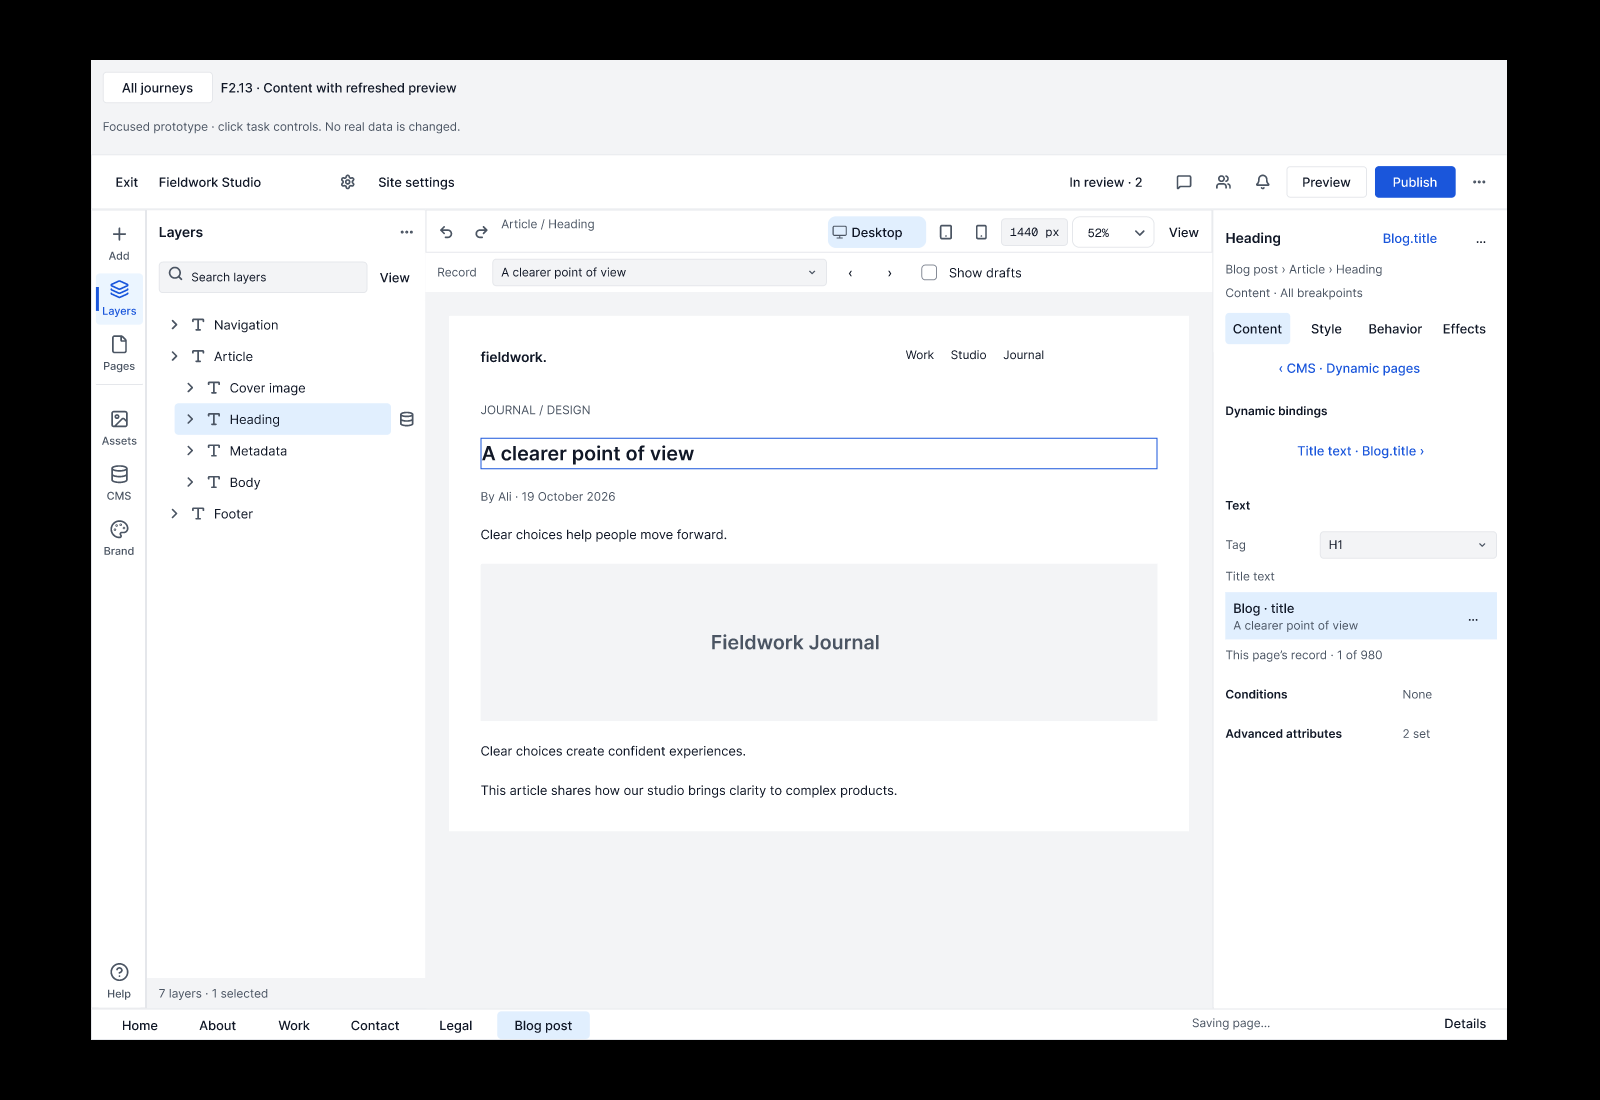 All journeys
F2.13 · Content with refreshed preview
Focused prototype · click task controls. No real data is changed.
Exit
Fieldwork Studio
Site settings
In review · 2
Preview
Publish
Add
Layers
Pages
Assets
CMS
Brand
Help
Layers
Search layers
View
Navigation
Article
Cover image
Heading
Metadata
Body
Footer
7 layers · 1 selected
Article / Heading
Desktop
1440 px
52%
View
Record
A clearer point of view
‹
›
Show drafts
fieldwork.
Work
Studio
Journal
JOURNAL / DESIGN
A clearer point of view
By Ali · 19 October 2026
Clear choices help people move forward.
Fieldwork Journal
Clear choices create confident experiences.
This article shares how our studio brings clarity to complex products.
Heading
Blog.title
...
Blog post › Article › Heading
Content · All breakpoints
Content
Style
Behavior
Effects
‹ CMS · Dynamic pages
Dynamic bindings
Title text · Blog.title ›
Text
Tag
H1
Title text
Blog · title
A clearer point of view
...
This page’s record · 1 of 980
Conditions
None
Advanced attributes
2 set
Home
About
Work
Contact
Legal
Blog post
Saving page...
Details